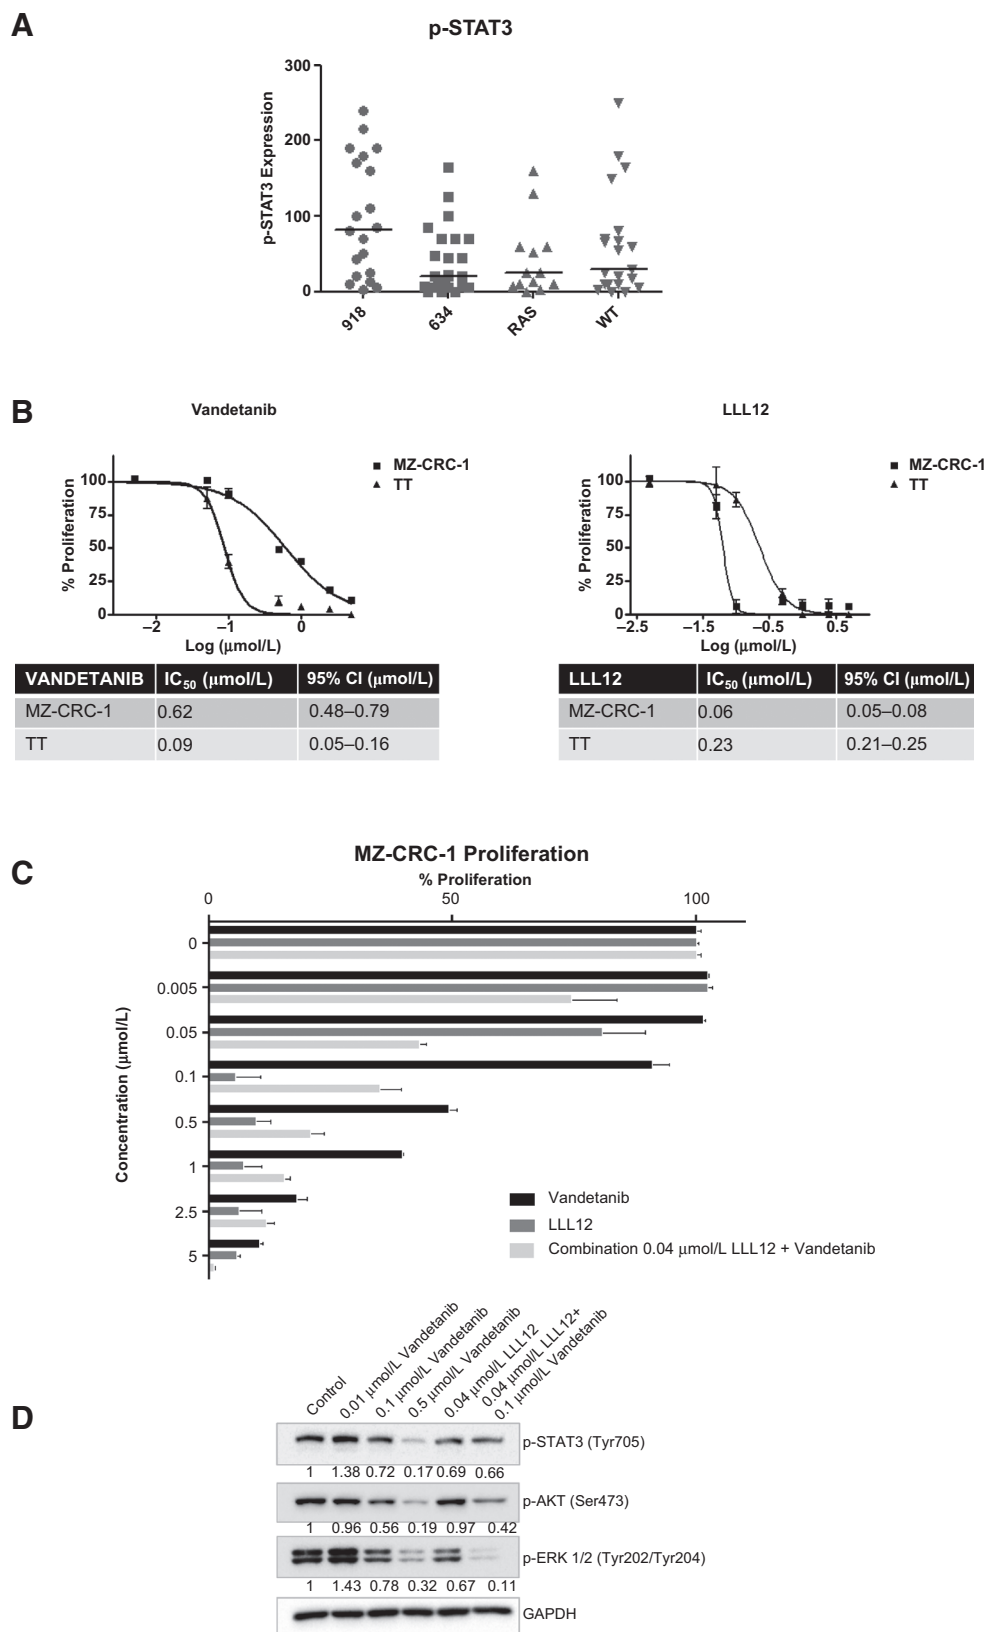 A
p-STAT3
300
200
100
0
p-STAT3 Expression
918
634
RAS
WT
B
Vandetanib
MZ-CRC-1
TT
100
75
50
25
0
% Proliferation
–2
–1
0
Log (μmol/L)
VANDETANIB IC50 (μmol/L) 95% CI (μmol/L)
MZ-CRC-1 0.62 0.48–0.79
TT 0.09 0.05–0.16
LLL12
MZ-CRC-1
TT
100
75
50
25
0
% Proliferation
–2.5
–1.5
–0.5
0.5
Log (μmol/L)
LLL12 IC50 (μmol/L) 95% CI (μmol/L)
MZ-CRC-1 0.06 0.05–0.08
TT 0.23 0.21–0.25
C
MZ-CRC-1 Proliferation
% Proliferation
0 50 100
Concentration (μmol/L)
0
0.005
0.05
0.1
0.5
1
2.5
5
Vandetanib
LLL12
Combination 0.04 μmol/L LLL12 + Vandetanib
D
Control
0.01 μmol/L Vandetanib
0.1 μmol/L Vandetanib
0.5 μmol/L Vandetanib
0.04 μmol/L LLL12
0.04 μmol/L LLL12+
0.1 μmol/L Vandetanib
p-STAT3 (Tyr705)
1 1.38 0.72 0.17 0.69 0.66
p-AKT (Ser473)
1 0.96 0.56 0.19 0.97 0.42
p-ERK 1/2 (Tyr202/Tyr204)
1 1.43 0.78 0.32 0.67 0.11
GAPDH